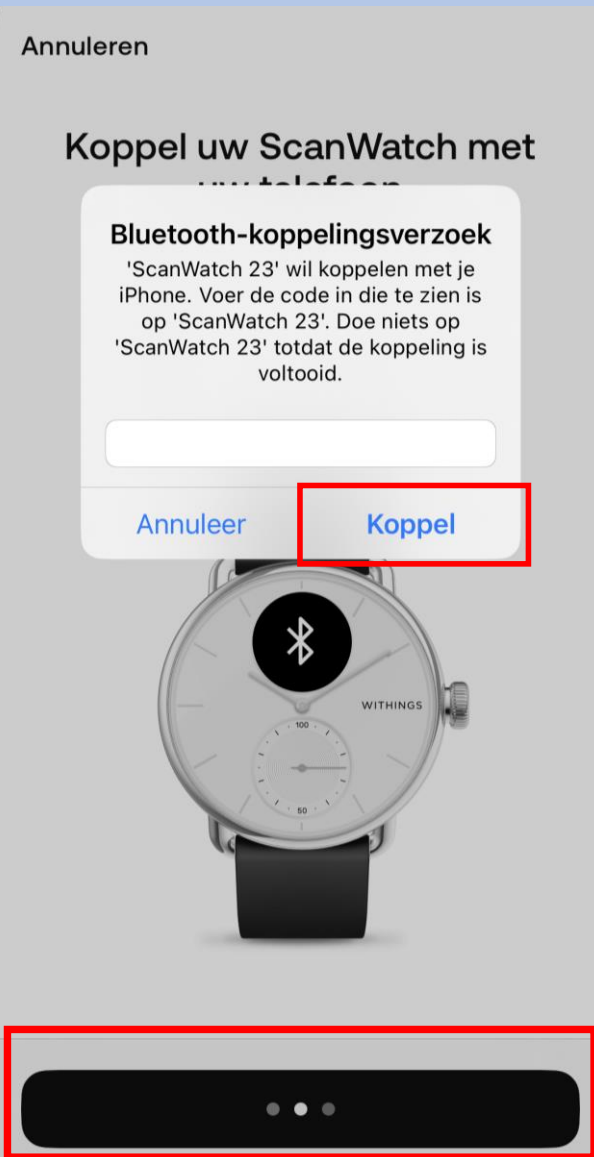 Annuleren
Koppel uw ScanWatch met
uw telefoon
Bluetooth-koppelingsverzoek
'ScanWatch 23' wil koppelen met je
iPhone. Voer de code in die te zien is
op 'ScanWatch 23'. Doe niets op
'ScanWatch 23' totdat de koppeling is
voltooid.
Annuleer
Koppel
WITHINGS
100
50